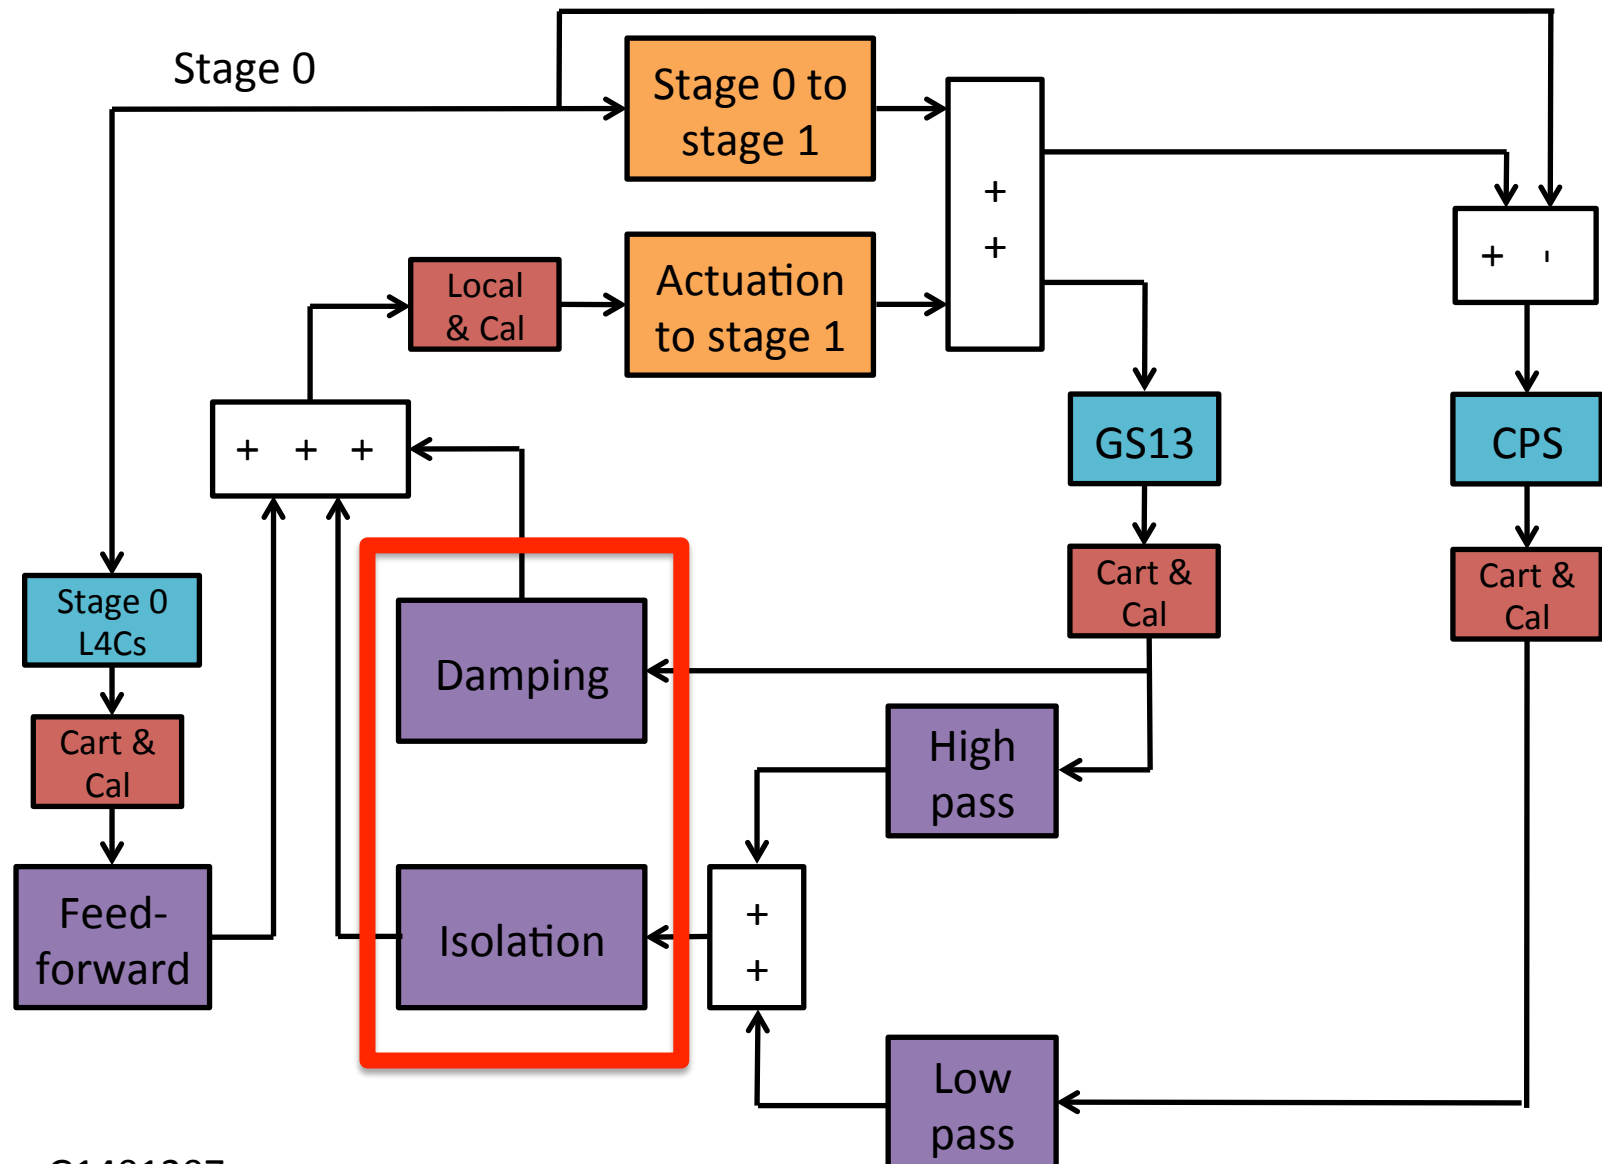 Stage 0
Stage 0 to
stage 1
+
+
+ -
Local
& Cal
Actuation
to stage 1
+ + +
GS13
CPS
Stage 0
L4Cs
Cart &
Cal
Cart &
Cal
Damping
Cart &
Cal
High
pass
Feed-
forward
Isolation
+
+
Low
pass